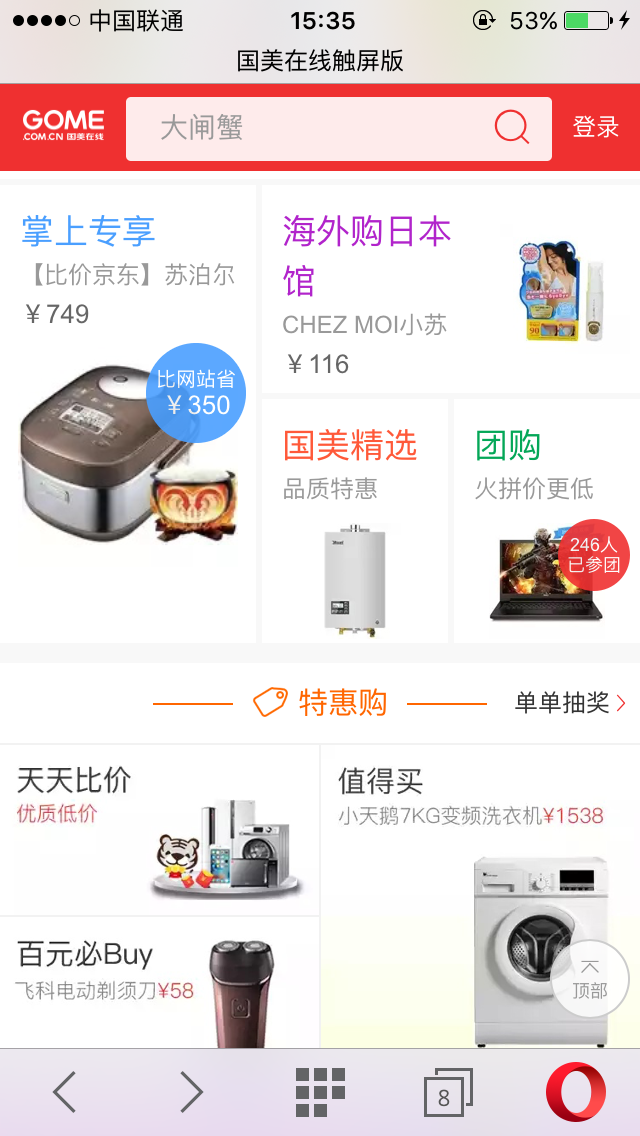 中国联通
15:35
53%
国美在线触屏版
GOME
.COM.CN 国美在线
大闸蟹
登录
掌上专享
【比价京东】苏泊尔
￥749
比网站省
￥350
海外购日本
馆
CHEZ MOI小苏
￥116
国美精选
品质特惠
团购
火拼价更低
246人
已参团
特惠购
单单抽奖
天天比价
优质低价
值得买
小天鹅7KG变频洗衣机¥1538
百元必Buy
飞科电动剃须刀¥58
顶部
8